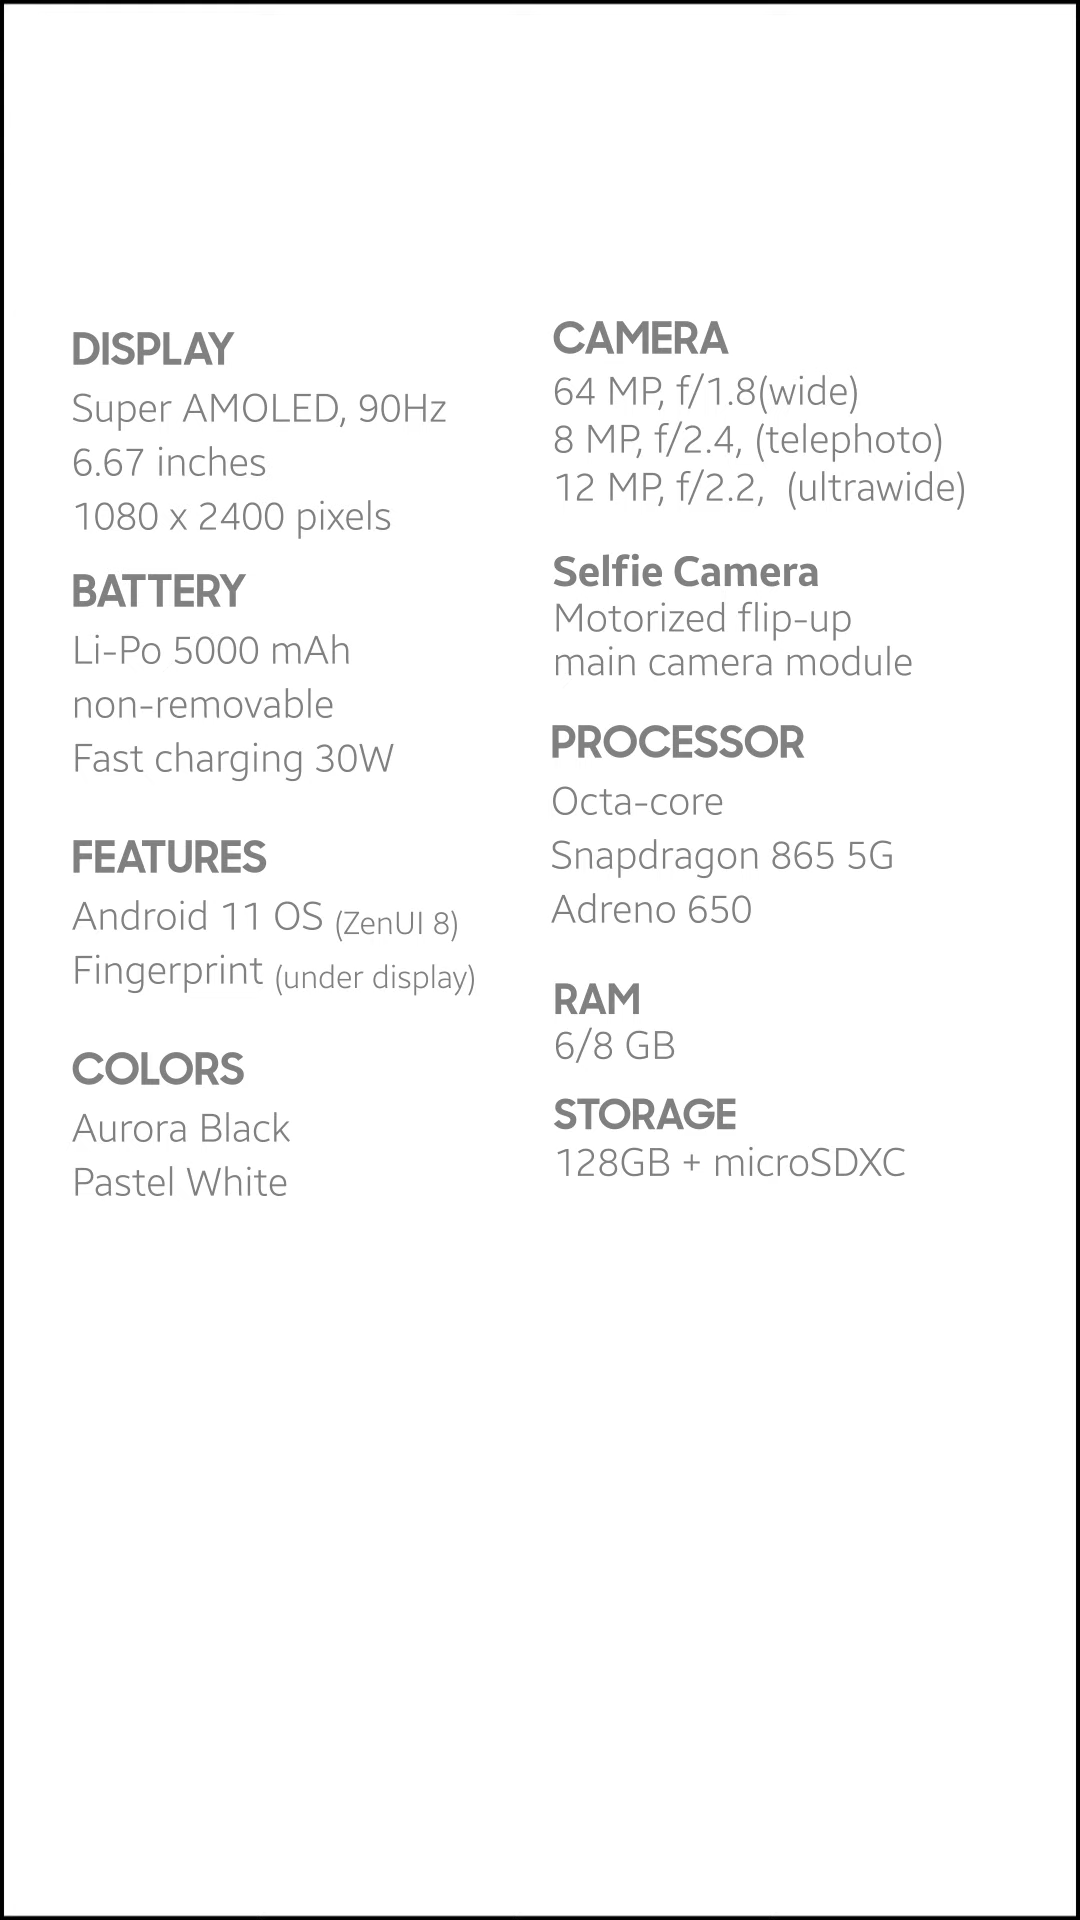 DISPLAY
Super AMOLED, 90Hz
6.67 inches
1080 x 2400 pixels
BATTERY
Li-Po 5000 mAh
non-removable
Fast charging 30W
FEATURES
Android 11 OS (ZenUI 8)
Fingerprint (under display)
COLORS
Aurora Black
Pastel White
CAMERA
64 MP, f/1.8(wide)
8 MP, f/2.4, (telephoto)
12 MP, f/2.2,  (ultrawide)
Selfie Camera
Motorized flip-up
main camera module
PROCESSOR
Octa-core
Snapdragon 865 5G
Adreno 650
RAM
6/8 GB
STORAGE
128GB + microSDXC